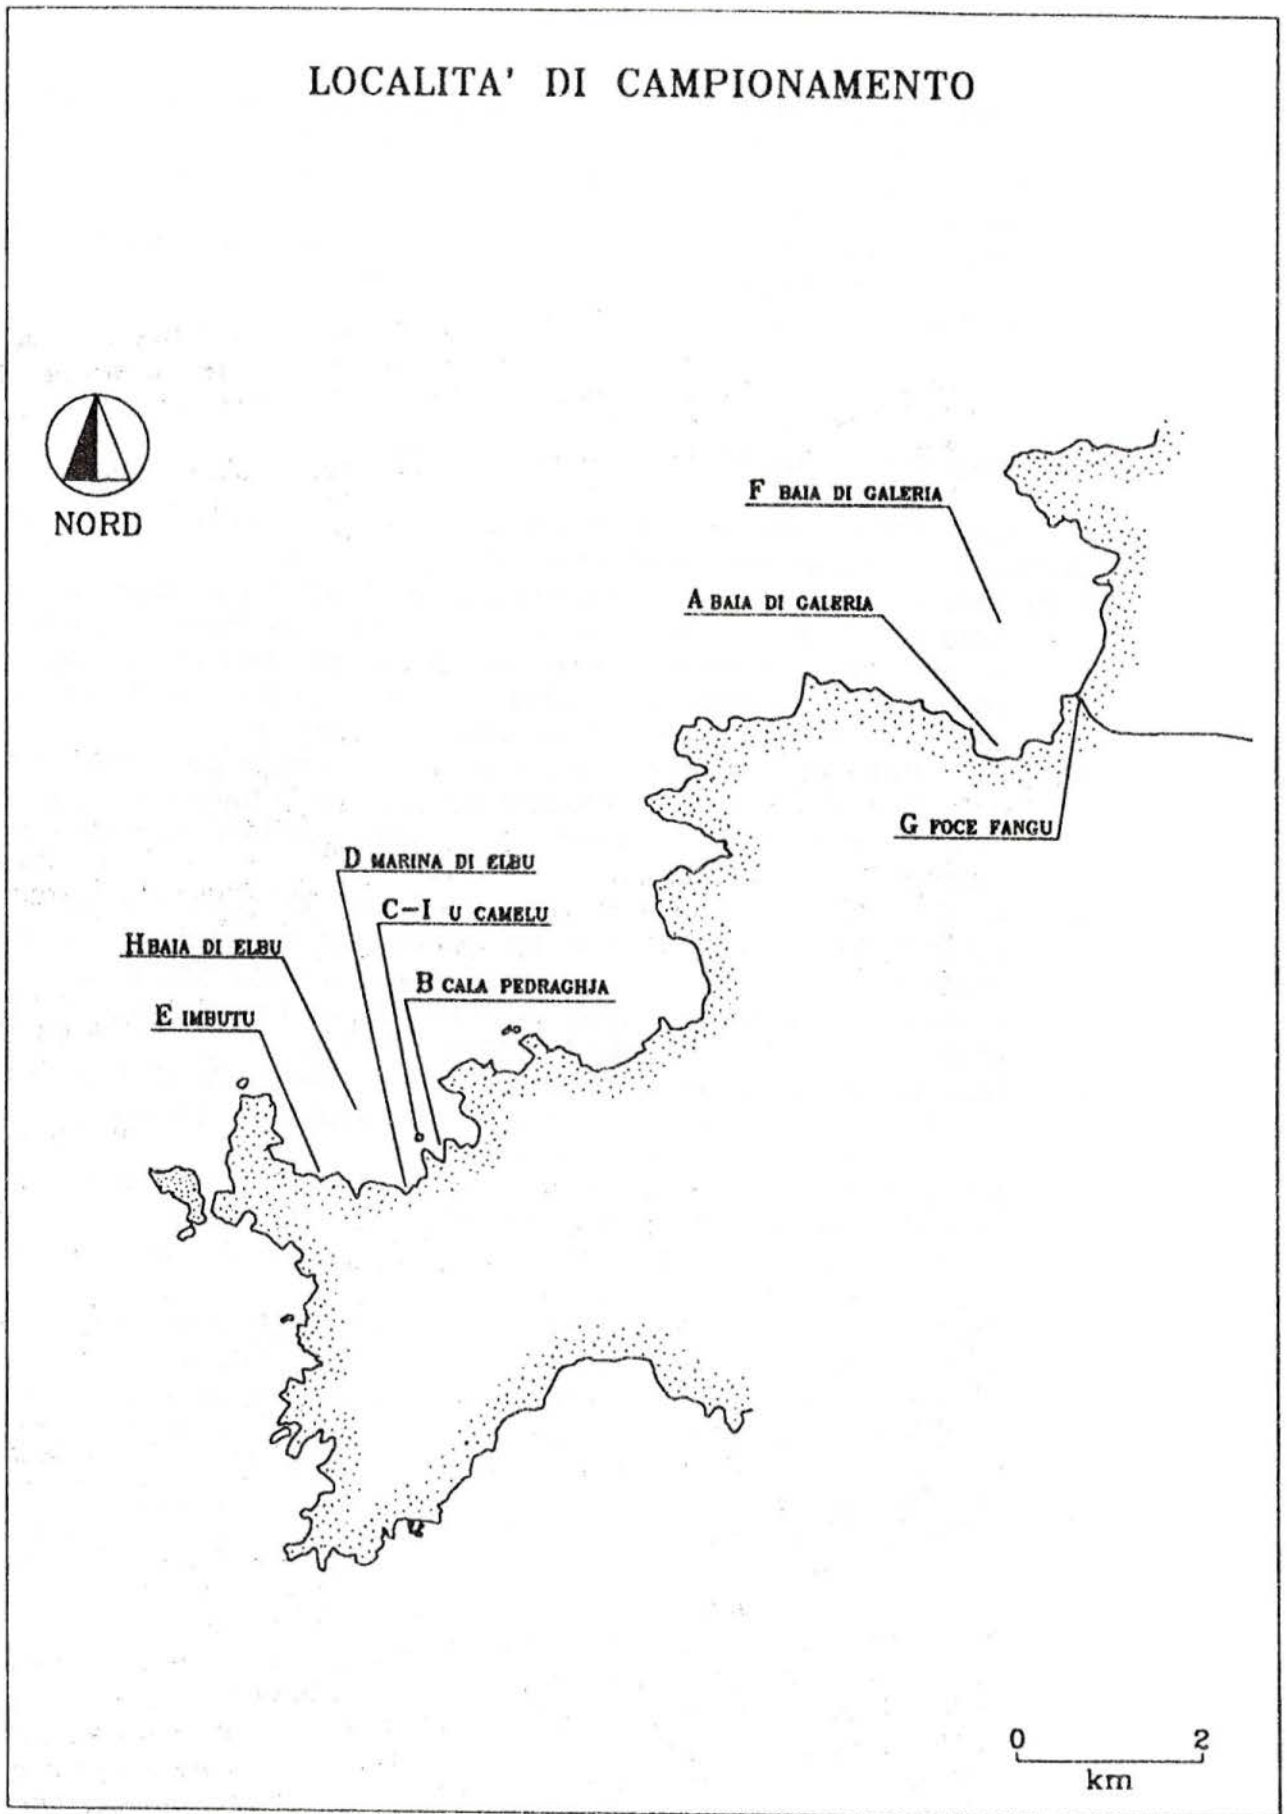 LOCALITA' DI CAMPIONAMENTO
NORD
F BAIA DI GALERIA
A BAIA DI GALERIA
G FOCE FANGU
D MARINA DI ELBU
C-I U CAMELU
H BAIA DI ELBU
B CALA PEDRAGHJA
E IMBUTU
0 2
km